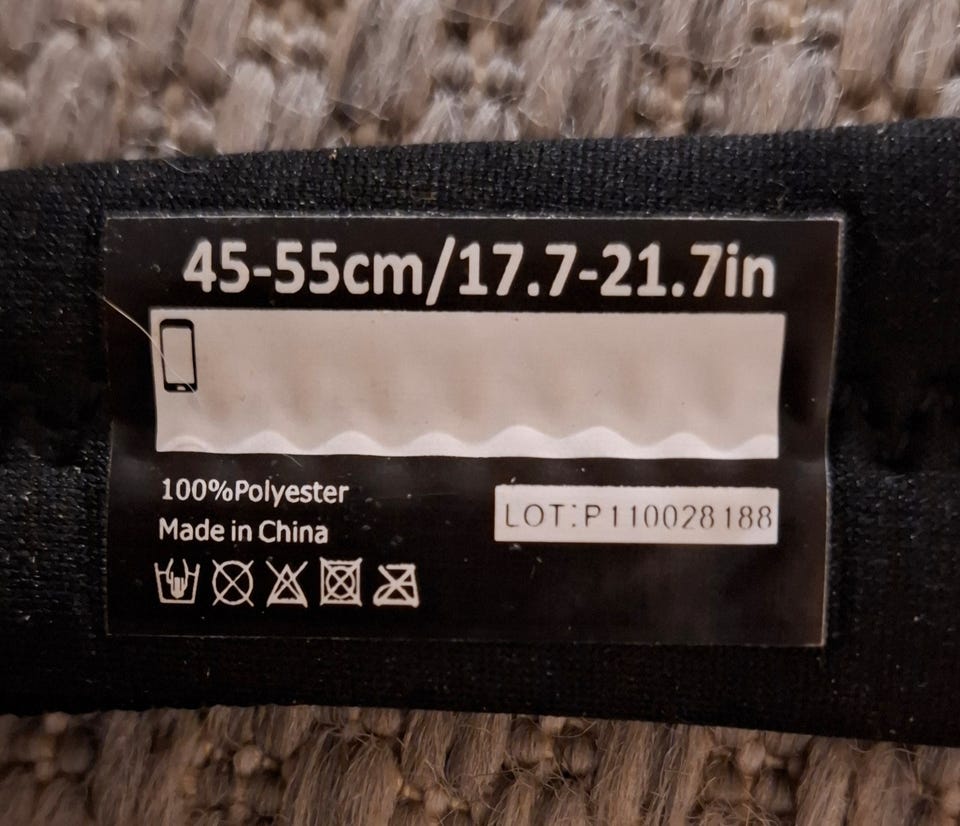 45-55cm/17.7-21.7in
100%Polyester
Made in China
LOT:P110028188